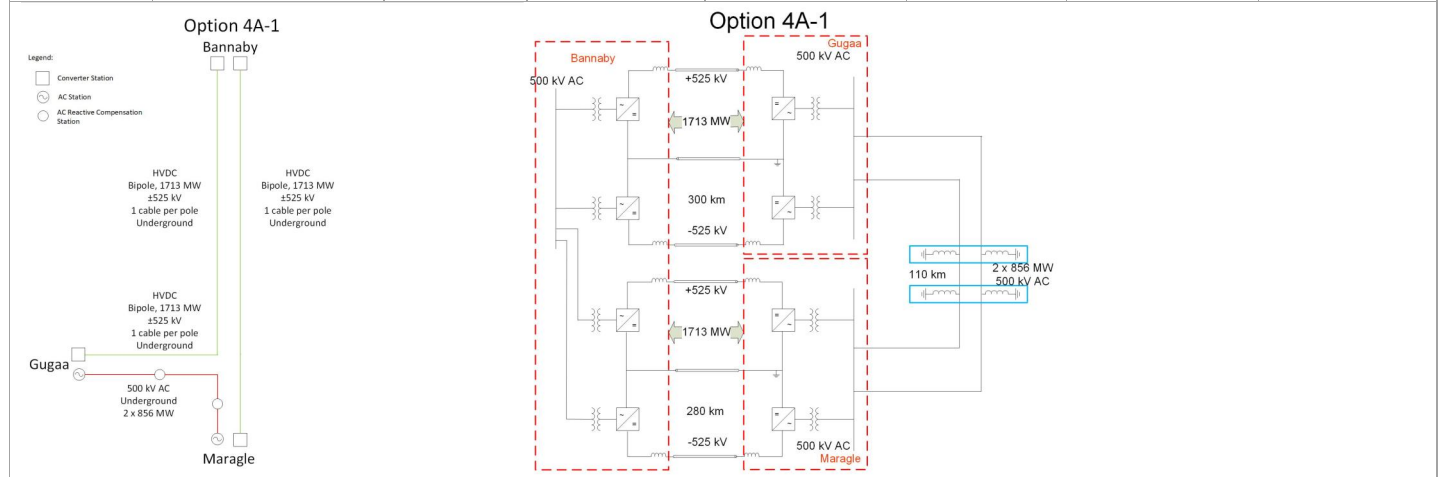 Option 4A-1
Bannaby
Legend:
Converter Station
AC Station
AC Reactive Compensation
Station
HVDC
Bipole, 1713 MW
±525 kV
1 cable per pole
Underground
HVDC
Bipole, 1713 MW
±525 kV
1 cable per pole
Underground
HVDC
Bipole, 1713 MW
±525 kV
1 cable per pole
Underground
Gugaa
500 kV AC
Underground
2 x 856 MW
Maragle
Option 4A-1
Bannaby
500 kV AC
Gugaa
500 kV AC
+525 kV
1713 MW
300 km
-525 kV
+525 kV
1713 MW
280 km
-525 kV
110 km
2 x 856 MW
500 kV AC
500 kV AC
Maragle